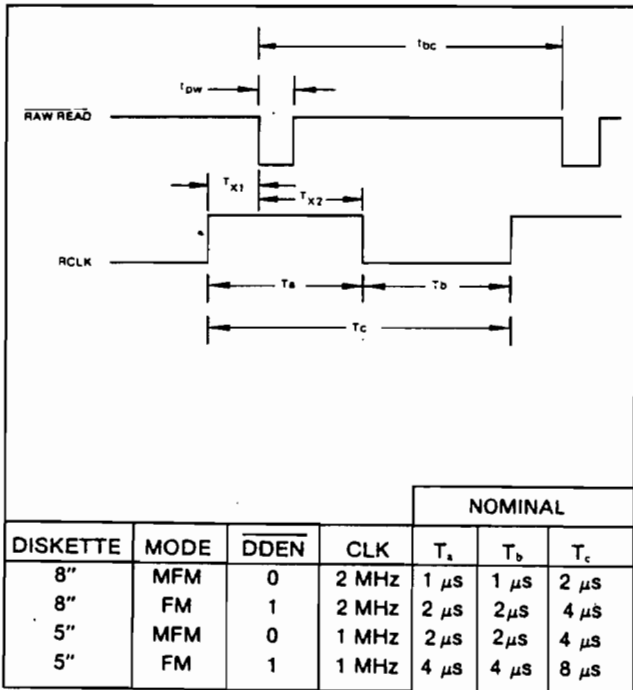 tbc
tpw
RAW READ
Tx1
Tx2
RCLK
Ta
Tb
Tc
NOMINAL
DISKETTE MODE DDEN CLK Ta Tb Tc
8" MFM 0 2 MHz 1 μs 1 μs 2 μs
8" FM 1 2 MHz 2 μs 2μs 4 μs
5" MFM 0 1 MHz 2μs 2μs 4 μs
5" FM 1 1 MHz 4 μs 4 μs 8 μs